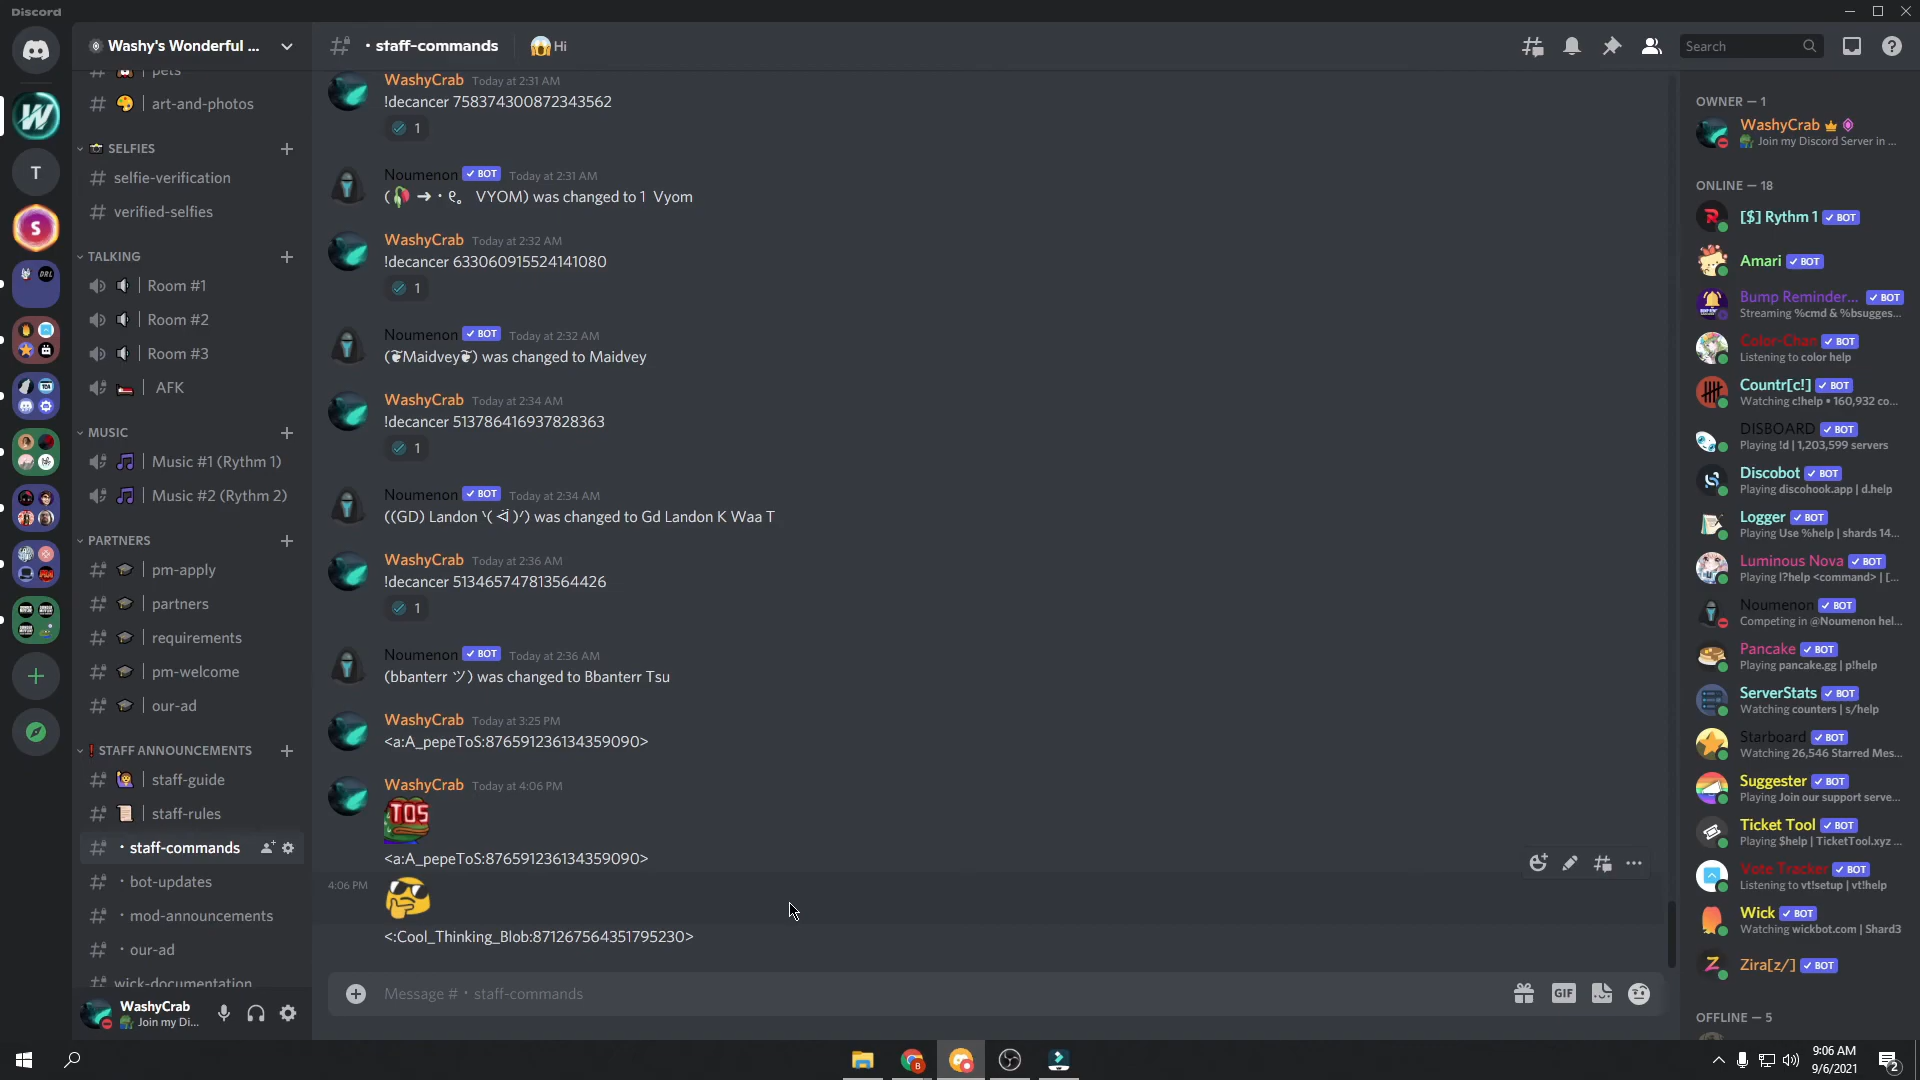 Discord
Washy's Wonderful ...
pets
art-and-photos
SELFIES
selfie-verification
verified-selfies
TALKING
Room #1
Room #2
Room #3
AFK
MUSIC
Music #1 (Rythm 1)
Music #2 (Rythm 2)
PARTNERS
pm-apply
partners
requirements
pm-welcome
our-ad
STAFF ANNOUNCEMENTS
staff-guide
staff-rules
・staff-commands
・bot-updates
・mod-announcements
・our-ad
wick-documentation
WashyCrab
Join my Di...
T
W
S
DRL
・staff-commands
Hi
Search
WashyCrab Today at 2:31 AM
!decancer 758374300872343562
1
Noumenon BOT Today at 2:31 AM
(🥀 ➜・୧。 VYOM) was changed to 1 Vyom
WashyCrab Today at 2:32 AM
!decancer 633060915524141080
1
Noumenon BOT Today at 2:32 AM
(❦Maidvey❦) was changed to Maidvey
WashyCrab Today at 2:34 AM
!decancer 513786416937828363
1
Noumenon BOT Today at 2:34 AM
((GD) Landon ) was changed to Gd Landon K Waa T
WashyCrab Today at 2:36 AM
!decancer 513465747813564426
1
Noumenon BOT Today at 2:36 AM
(bbanterr ツ) was changed to Bbanterr Tsu
WashyCrab Today at 3:25 PM
<a:A_pepeToS:876591236134359090>
WashyCrab Today at 4:06 PM
TOS
<a:A_pepeToS:876591236134359090>
4:06 PM
<:Cool_Thinking_Blob:871267564351795230>
Message #・staff-commands
GIF
OWNER — 1
WashyCrab
Join my Discord Server in ...
ONLINE — 18
[$] Rythm 1 BOT
Amari BOT
Bump Reminder... BOT
Streaming %cmd & %bsugges...
Color-Chan BOT
Listening to color help
Countr[c!] BOT
Watching c!help • 160,932 co...
DISBOARD BOT
Playing !d | 1,203,599 servers
Discobot BOT
Playing discohook.app | d.help
Logger BOT
Playing Use %help | shards 14...
Luminous Nova BOT
Playing l?help <command> | [...
Noumenon BOT
Competing in @Noumenon hel...
Pancake BOT
Playing pancake.gg | p!help
ServerStats BOT
Watching counters | s/help
Starboard BOT
Watching 26,546 Starred Mes...
Suggester BOT
Playing Join our support serve...
Ticket Tool BOT
Playing $help | TicketTool.xyz ...
Vote Tracker BOT
Listening to vt!setup | vt!help
Wick BOT
Watching wickbot.com | Shard3
Zira[z/] BOT
OFFLINE — 5
9:06 AM
9/6/2021
2